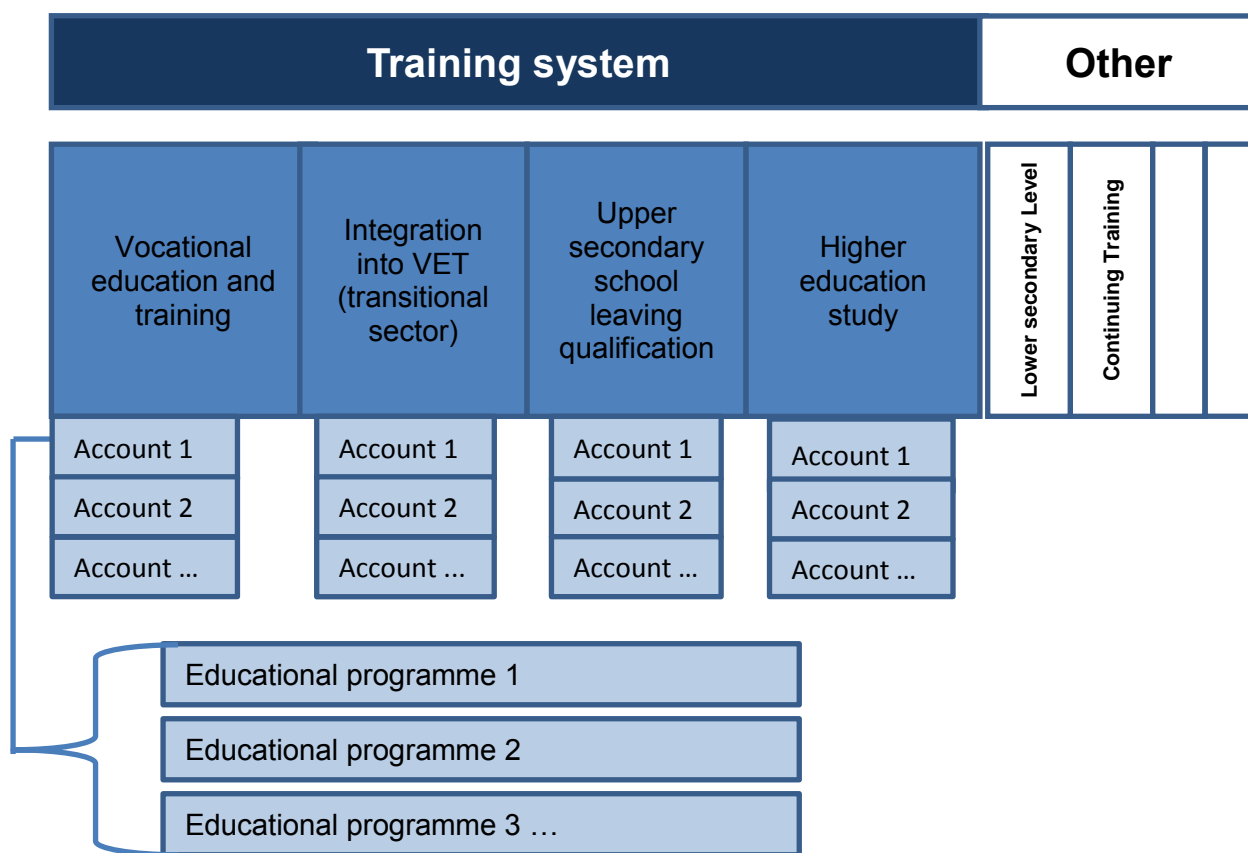 Training system
Other
Vocational
education and
training
Integration
into VET
(transitional
sector)
Upper
secondary
school
leaving
qualification
Higher
education
study
Lower secondary Level
Continuing Training
Account 1
Account 2
Account ...
Account 1
Account 2
Account ...
Account 1
Account 2
Account ...
Account 1
Account 2
Account ...
Educational programme 1
Educational programme 2
Educational programme 3 ...